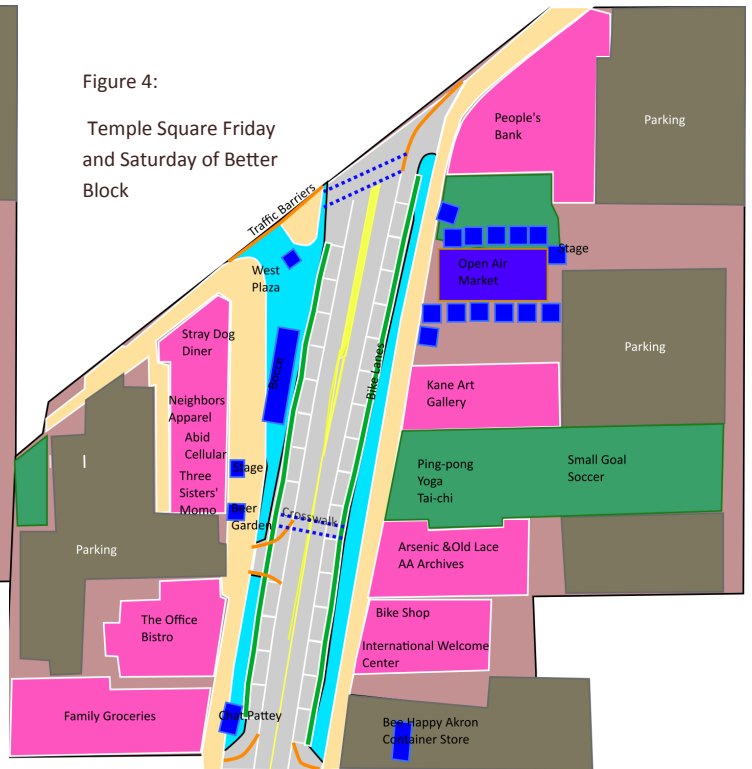 Figure 4:
Temple Square Friday
and Saturday of Better
Block
People's
Bank
Parking
Traffic Barriers
West
Plaza
Stage
Open Air
Market
Stray Dog
Diner
Parking
Bocce
Bike Lanes
Kane Art
Gallery
Neighbors
Apparel
Abid
Cellular
Three
Sisters'
Momo
Stage
Beer
Garden
Crosswalk
Ping-pong
Yoga
Tai-chi
Small Goal
Soccer
Parking
Arsenic &Old Lace
AA Archives
The Office
Bistro
Bike Shop
International Welcome
Center
Family Groceries
Chat Pattey
Bee Happy Akron
Container Store